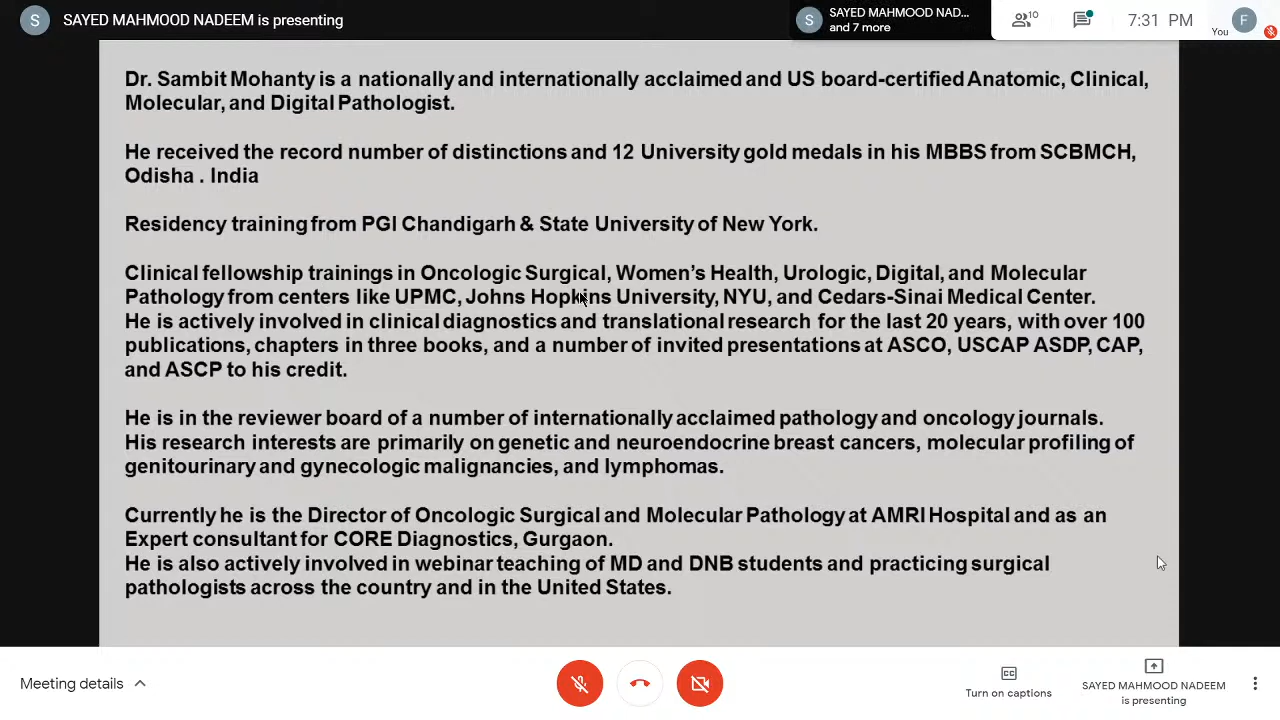 S SAYED MAHMOOD NADEEM is presenting
S SAYED MAHMOOD NAD...
and 7 more
10
7:31 PM
You
F
Dr. Sambit Mohanty is a nationally and internationally acclaimed and US board-certified Anatomic, Clinical,
Molecular, and Digital Pathologist.
He received the record number of distinctions and 12 University gold medals in his MBBS from SCBMCH,
Odisha . India
Residency training from PGI Chandigarh & State University of New York.
Clinical fellowship trainings in Oncologic Surgical, Women's Health, Urologic, Digital, and Molecular
Pathology from centers like UPMC, Johns Hopkins University, NYU, and Cedars-Sinai Medical Center.
He is actively involved in clinical diagnostics and translational research for the last 20 years, with over 100
publications, chapters in three books, and a number of invited presentations at ASCO, USCAP ASDP, CAP,
and ASCP to his credit.
He is in the reviewer board of a number of internationally acclaimed pathology and oncology journals.
His research interests are primarily on genetic and neuroendocrine breast cancers, molecular profiling of
genitourinary and gynecologic malignancies, and lymphomas.
Currently he is the Director of Oncologic Surgical and Molecular Pathology at AMRI Hospital and as an
Expert consultant for CORE Diagnostics, Gurgaon.
He is also actively involved in webinar teaching of MD and DNB students and practicing surgical
pathologists across the country and in the United States.
Meeting details
CC
Turn on captions
SAYED MAHMOOD NADEEM
is presenting